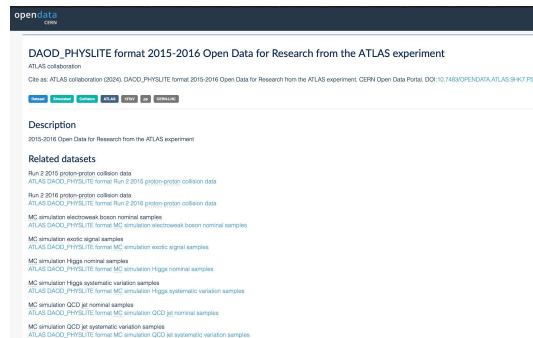 opendata
CERN
DAOD_PHYSLITE format 2015-2016 Open Data for Research from the ATLAS experiment
ATLAS collaboration
Cite as: ATLAS collaboration (2024). DAOD_PHYSLITE format 2015-2016 Open Data for Research from the ATLAS experiment. CERN Open Data Portal. DOI:10.7483/OPENDATA.ATLAS.9HK7.P5
Dataset Simulated Collision ATLAS 13TeV pp CERN-LHC
Description
2015-2016 Open Data for Research from the ATLAS experiment
Related datasets
Run 2 2015 proton-proton collision data
ATLAS DAOD_PHYSLITE format Run 2 2015 proton-proton collision data
Run 2 2016 proton-proton collision data
ATLAS DAOD_PHYSLITE format Run 2 2016 proton-proton collision data
MC simulation electroweak boson nominal samples
ATLAS DAOD_PHYSLITE format MC simulation electroweak boson nominal samples
MC simulation exotic signal samples
ATLAS DAOD_PHYSLITE format MC simulation exotic signal samples
MC simulation Higgs nominal samples
ATLAS DAOD_PHYSLITE format MC simulation Higgs nominal samples
MC simulation Higgs systematic variation samples
ATLAS DAOD_PHYSLITE format MC simulation Higgs systematic variation samples
MC simulation QCD jet nominal samples
ATLAS DAOD_PHYSLITE format MC simulation QCD jet nominal samples
MC simulation QCD jet systematic variation samples
ATLAS DAOD_PHYSLITE format MC simulation QCD jet systematic variation samples